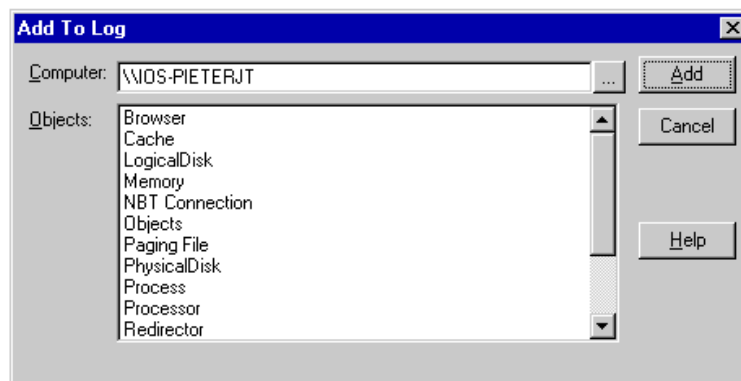 Add To Log
Computer: \\IOS-PIETERJT ... Add
Objects: Browser Cancel
Cache
LogicalDisk
Memory
NBT Connection
Objects
Paging File Help
PhysicalDisk
Process
Processor
Redirector